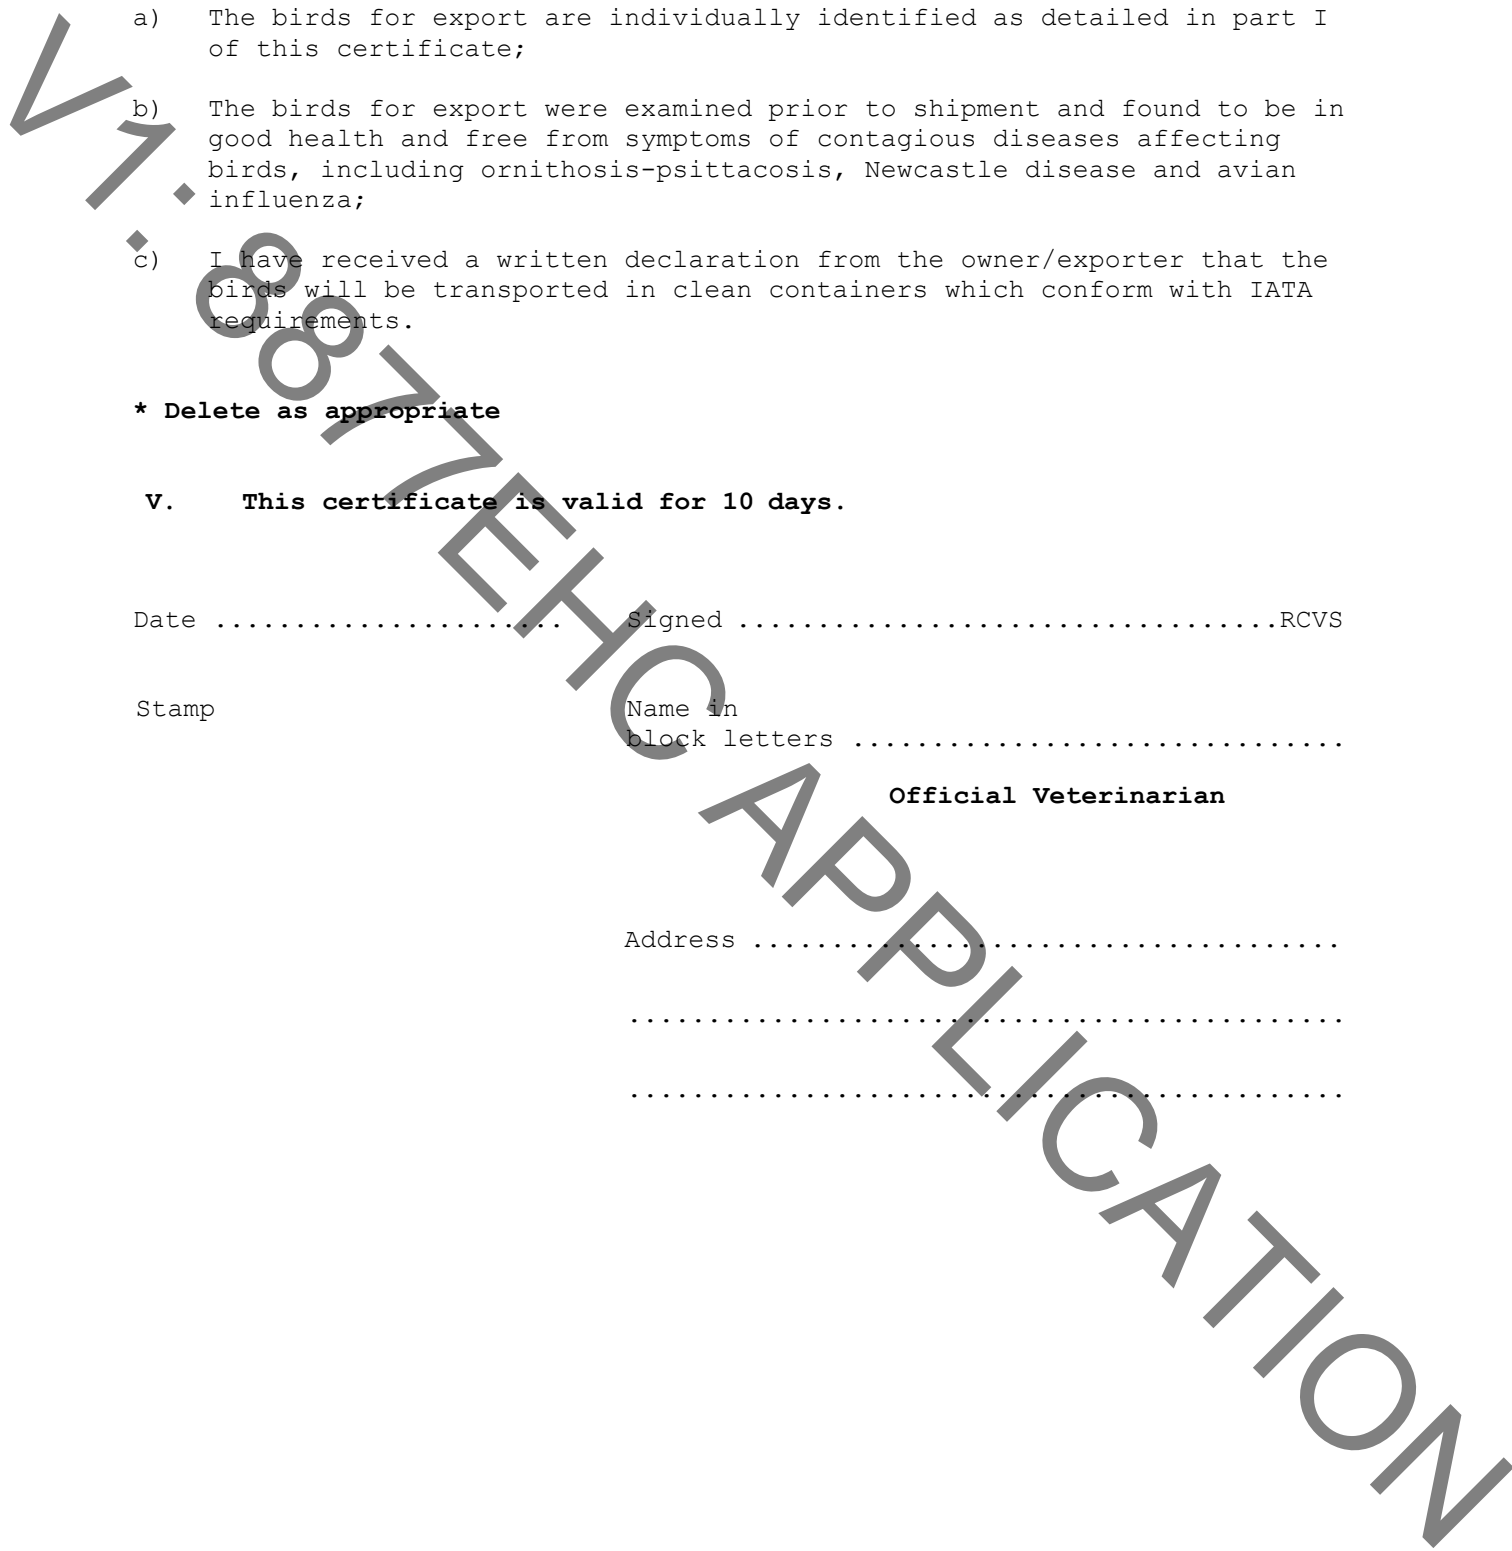 a) The birds for export are individually identified as detailed in part I
of this certificate;
b) The birds for export were examined prior to shipment and found to be in
good health and free from symptoms of contagious diseases affecting
birds, including ornithosis-psittacosis, Newcastle disease and avian
influenza;
c) I have received a written declaration from the owner/exporter that the
birds will be transported in clean containers which conform with IATA
requirements.
* Delete as appropriate
V. This certificate is valid for 10 days.
Date ...................... Signed ..................................RCVS
Stamp Name in
block letters ...............................
Official Veterinarian
Address .....................................
.............................................
.............................................
V1: 8877EHC APPLICATION